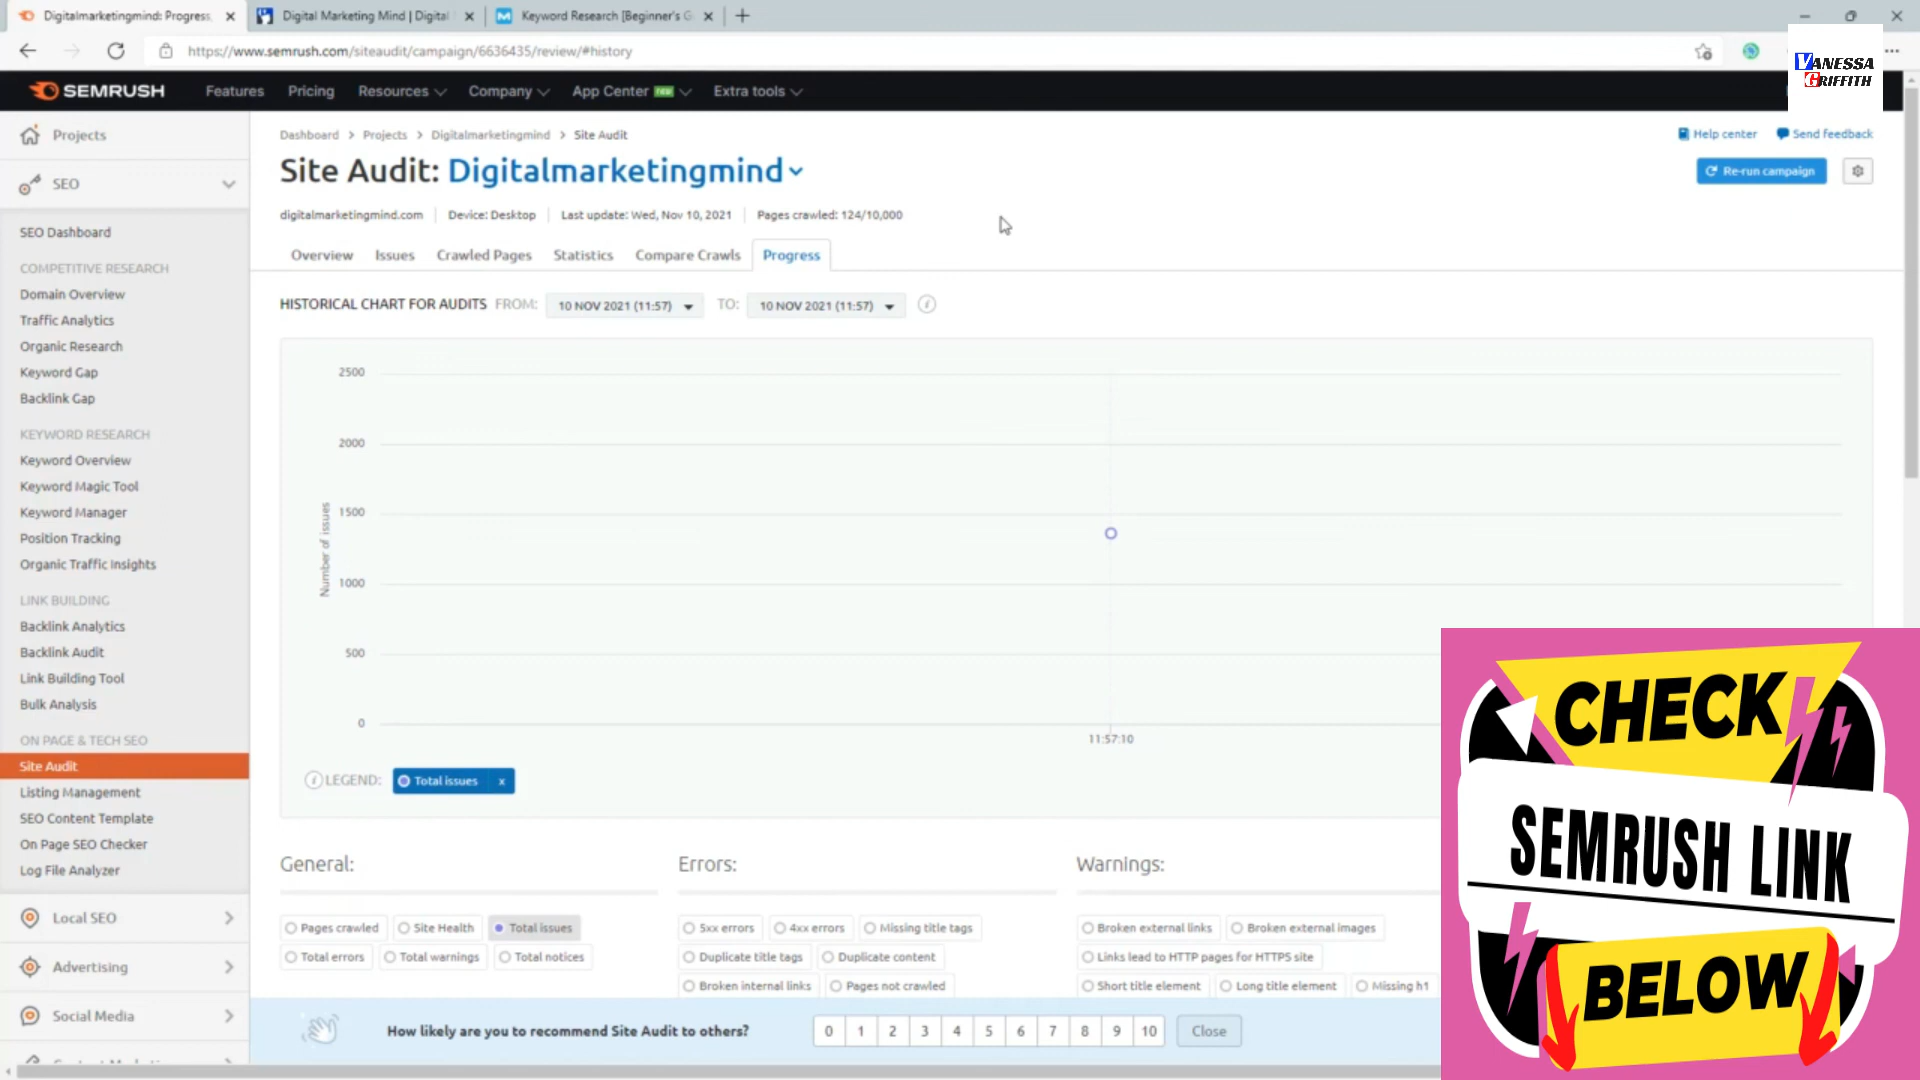 Digitalmarketingmind: Progress,
Digital Marketing Mind | Digital
Keyword Research [Beginner's G
https://www.semrush.com/siteaudit/campaign/6636435/review/#history
VANESSA
GRIFFITH
SEMRUSH
Features
Pricing
Resources
Company
App Center
Extra tools
Projects
SEO
SEO Dashboard
COMPETITIVE RESEARCH
Domain Overview
Traffic Analytics
Organic Research
Keyword Gap
Backlink Gap
KEYWORD RESEARCH
Keyword Overview
Keyword Magic Tool
Keyword Manager
Position Tracking
Organic Traffic Insights
LINK BUILDING
Backlink Analytics
Backlink Audit
Link Building Tool
Bulk Analysis
ON PAGE & TECH SEO
Site Audit
Listing Management
SEO Content Template
On Page SEO Checker
Log File Analyzer
Local SEO
Advertising
Social Media
Dashboard > Projects > Digitalmarketingmind > Site Audit
Help center
Send feedback
Site Audit: Digitalmarketingmind
Re-run campaign
digitalmarketingmind.com
Device: Desktop
Last update: Wed, Nov 10, 2021
Pages crawled: 124/10,000
Overview
Issues
Crawled Pages
Statistics
Compare Crawls
Progress
HISTORICAL CHART FOR AUDITS FROM: 10 NOV 2021 (11:57) TO: 10 NOV 2021 (11:57)
2500
2000
1500
1000
500
0
Number of issues
11:57:10
LEGEND: Total issues x
General:
Pages crawled
Site Health
Total issues
Total errors
Total warnings
Total notices
Errors:
5xx errors
4xx errors
Missing title tags
Duplicate title tags
Duplicate content
Broken internal links
Pages not crawled
Warnings:
Broken external links
Broken external images
Links lead to HTTP pages for HTTPS site
Short title element
Long title element
Missing h1
How likely are you to recommend Site Audit to others?
0 1 2 3 4 5 6 7 8 9 10
Close
CHECK
SEMRUSH LINK
BELOW